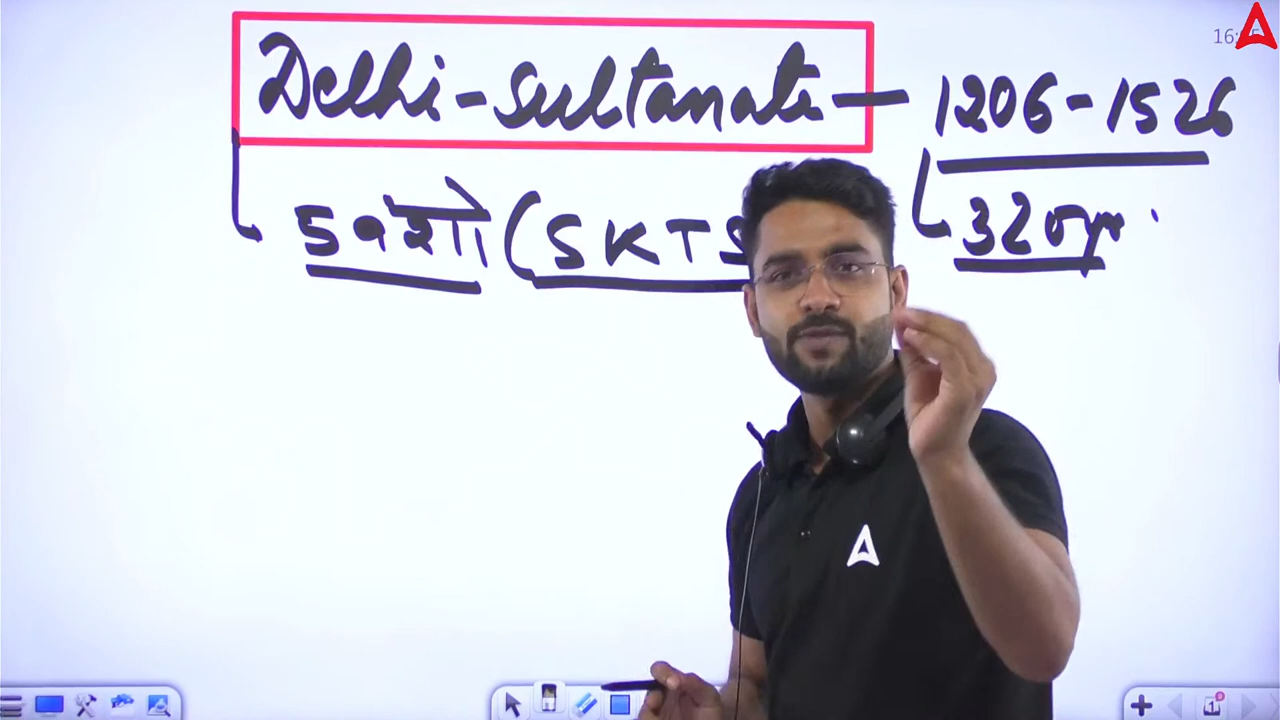 Delhi-Sultanate — 1206-1526
5 वंशो (SKTS
320yr